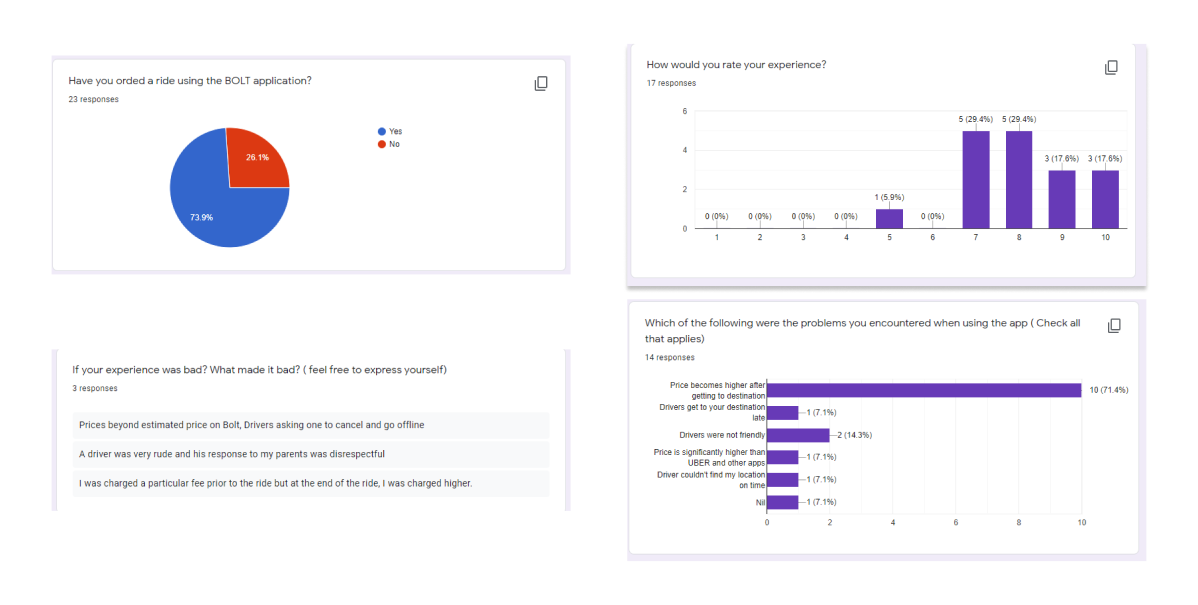 Have you orded a ride using the BOLT application?
23 responses
Yes
No
26.1%
73.9%
How would you rate your experience?
17 responses
6
4
2
0
0 (0%)
0 (0%)
0 (0%)
0 (0%)
1 (5.9%)
0 (0%)
5 (29.4%)
5 (29.4%)
3 (17.6%)
3 (17.6%)
1 2 3 4 5 6 7 8 9 10
If your experience was bad? What made it bad? ( feel free to express yourself)
3 responses
Prices beyond estimated price on Bolt, Drivers asking one to cancel and go offline
A driver was very rude and his response to my parents was disrespectful
I was charged a particular fee prior to the ride but at the end of the ride, I was charged higher.
Which of the following were the problems you encountered when using the app ( Check all
that applies)
14 responses
Price becomes higher after
getting to destination
10 (71.4%)
Drivers get to your destination
late
1 (7.1%)
Drivers were not friendly
2 (14.3%)
Price is significantly higher than
UBER and other apps
1 (7.1%)
Driver couldn't find my location
on time
1 (7.1%)
Nil
1 (7.1%)
0 2 4 6 8 10